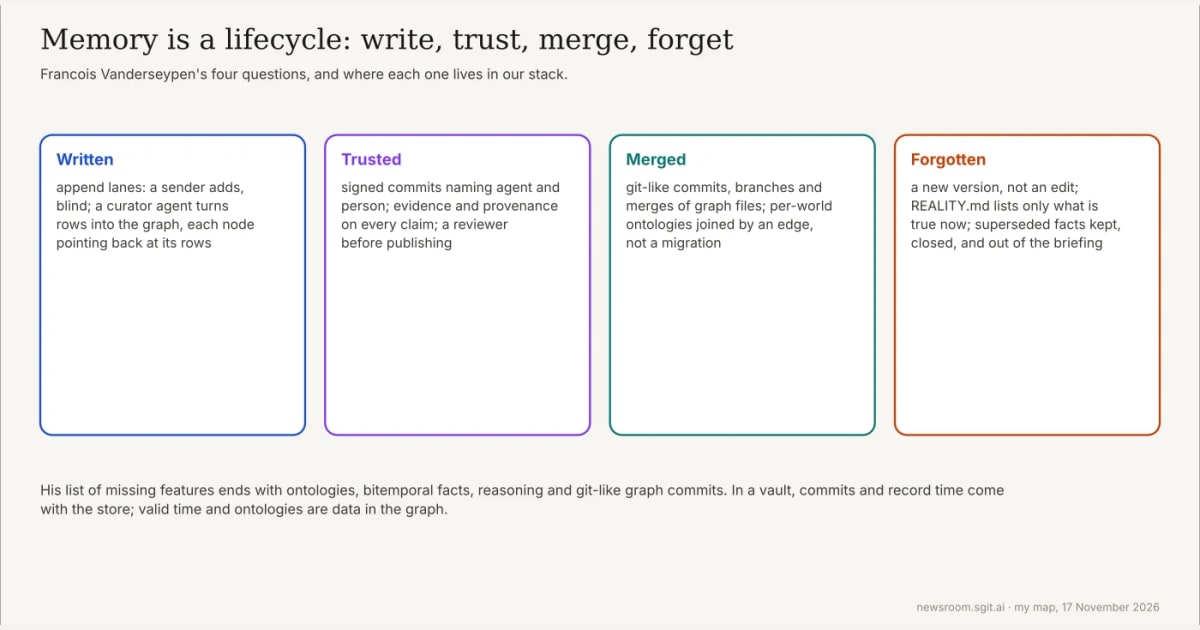 Memory is a lifecycle: write, trust, merge, forget
Francois Vanderseypen's four questions, and where each one lives in our stack.
Written
append lanes: a sender adds,
blind; a curator agent turns
rows into the graph, each node
pointing back at its rows
Trusted
signed commits naming agent and
person; evidence and provenance
on every claim; a reviewer
before publishing
Merged
git-like commits, branches and
merges of graph files; per-world
ontologies joined by an edge,
not a migration
Forgotten
a new version, not an edit;
REALITY.md lists only what is
true now; superseded facts kept,
closed, and out of the briefing
His list of missing features ends with ontologies, bitemporal facts, reasoning and git-like graph commits. In a vault, commits and record time come
with the store; valid time and ontologies are data in the graph.
newsroom.sgit.ai · my map, 17 November 2026